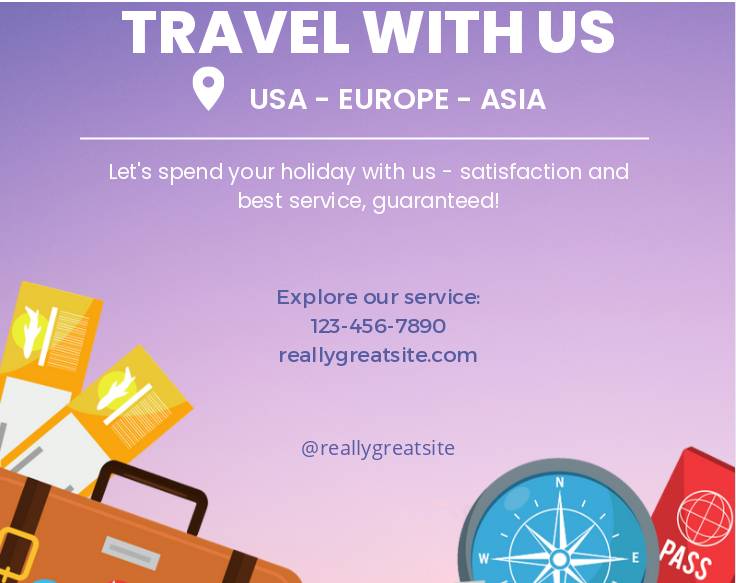 TRAVEL WITH US
USA - EUROPE - ASIA
Let's spend your holiday with us - satisfaction and
best service, guaranteed!
Explore our service:
123-456-7890
reallygreatsite.com
@reallygreatsite
N
W
E
PASS